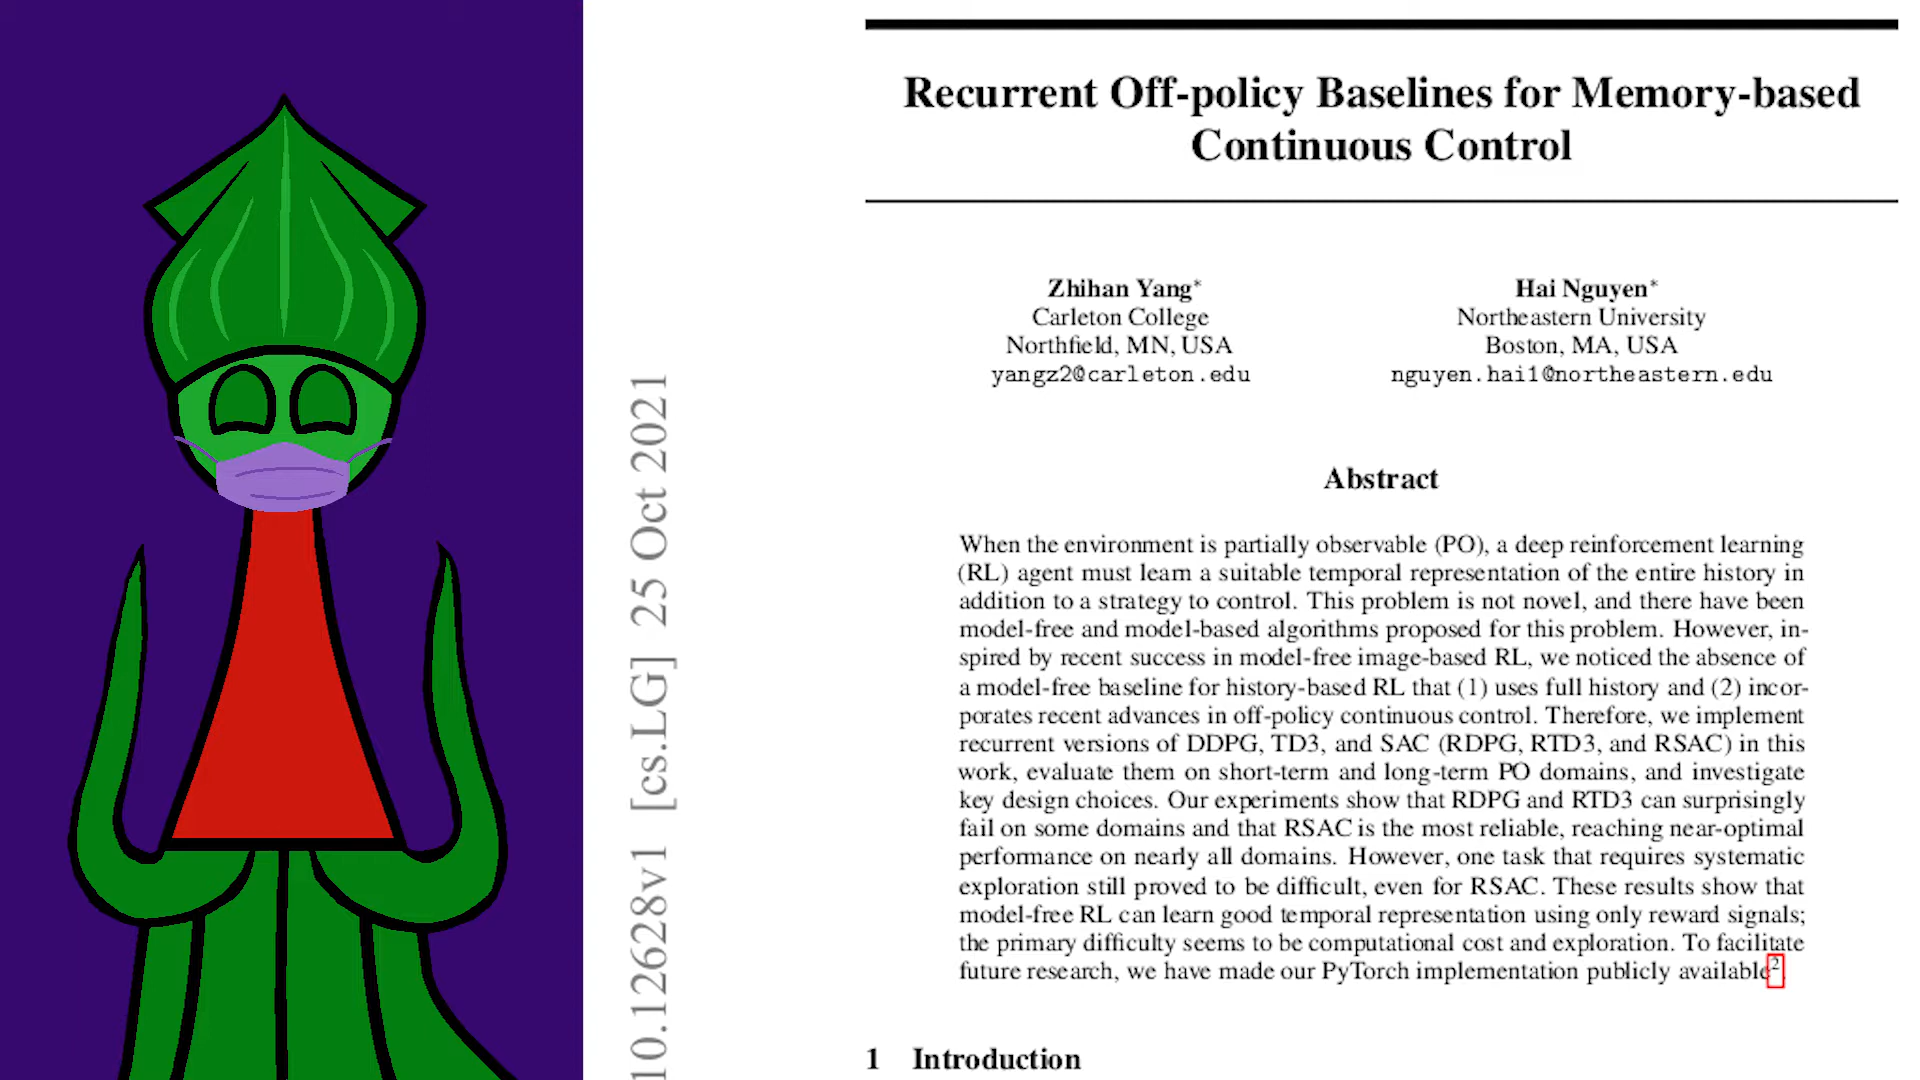 Recurrent Off-policy Baselines for Memory-based
Continuous Control
Zhihan Yang*
Carleton College
Northfield, MN, USA
yangz2@carleton.edu
Hai Nguyen*
Northeastern University
Boston, MA, USA
nguyen.hai1@northeastern.edu
Abstract
When the environment is partially observable (PO), a deep reinforcement learning
(RL) agent must learn a suitable temporal representation of the entire history in
addition to a strategy to control. This problem is not novel, and there have been
model-free and model-based algorithms proposed for this problem. However, in-
spired by recent success in model-free image-based RL, we noticed the absence of
a model-free baseline for history-based RL that (1) uses full history and (2) incor-
porates recent advances in off-policy continuous control. Therefore, we implement
recurrent versions of DDPG, TD3, and SAC (RDPG, RTD3, and RSAC) in this
work, evaluate them on short-term and long-term PO domains, and investigate
key design choices. Our experiments show that RDPG and RTD3 can surprisingly
fail on some domains and that RSAC is the most reliable, reaching near-optimal
performance on nearly all domains. However, one task that requires systematic
exploration still proved to be difficult, even for RSAC. These results show that
model-free RL can learn good temporal representation using only reward signals;
the primary difficulty seems to be computational cost and exploration. To facilitate
future research, we have made our PyTorch implementation publicly available2
1 Introduction
10.12628v1 [cs.LG] 25 Oct 2021